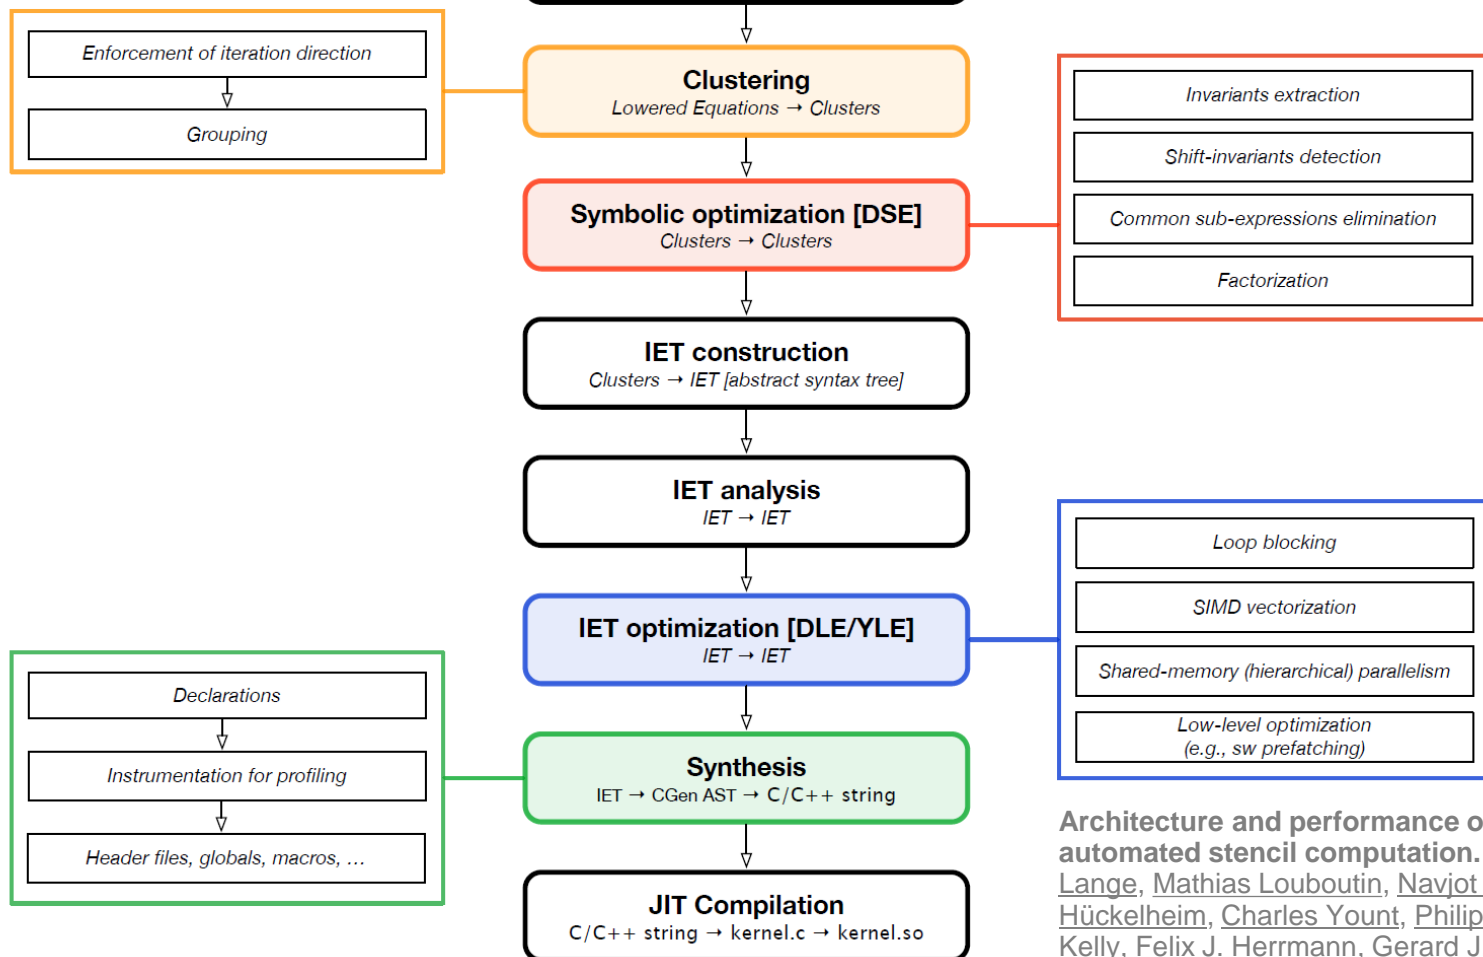 Enforcement of iteration direction
Grouping
Clustering
Lowered Equations → Clusters
Invariants extraction
Shift-invariants detection
Common sub-expressions elimination
Factorization
Symbolic optimization [DSE]
Clusters → Clusters
IET construction
Clusters → IET [abstract syntax tree]
IET analysis
IET → IET
Loop blocking
SIMD vectorization
Shared-memory (hierarchical) parallelism
Low-level optimization
(e.g., sw prefatching)
IET optimization [DLE/YLE]
IET → IET
Declarations
Instrumentation for profiling
Header files, globals, macros, …
Synthesis
IET → CGen AST → C/C++ string
JIT Compilation
C/C++ string → kernel.c → kernel.so
Architecture and performance o
automated stencil computation.
Lange, Mathias Louboutin, Navjot
Hückelheim, Charles Yount, Philip
Kelly, Felix J. Herrmann, Gerard J